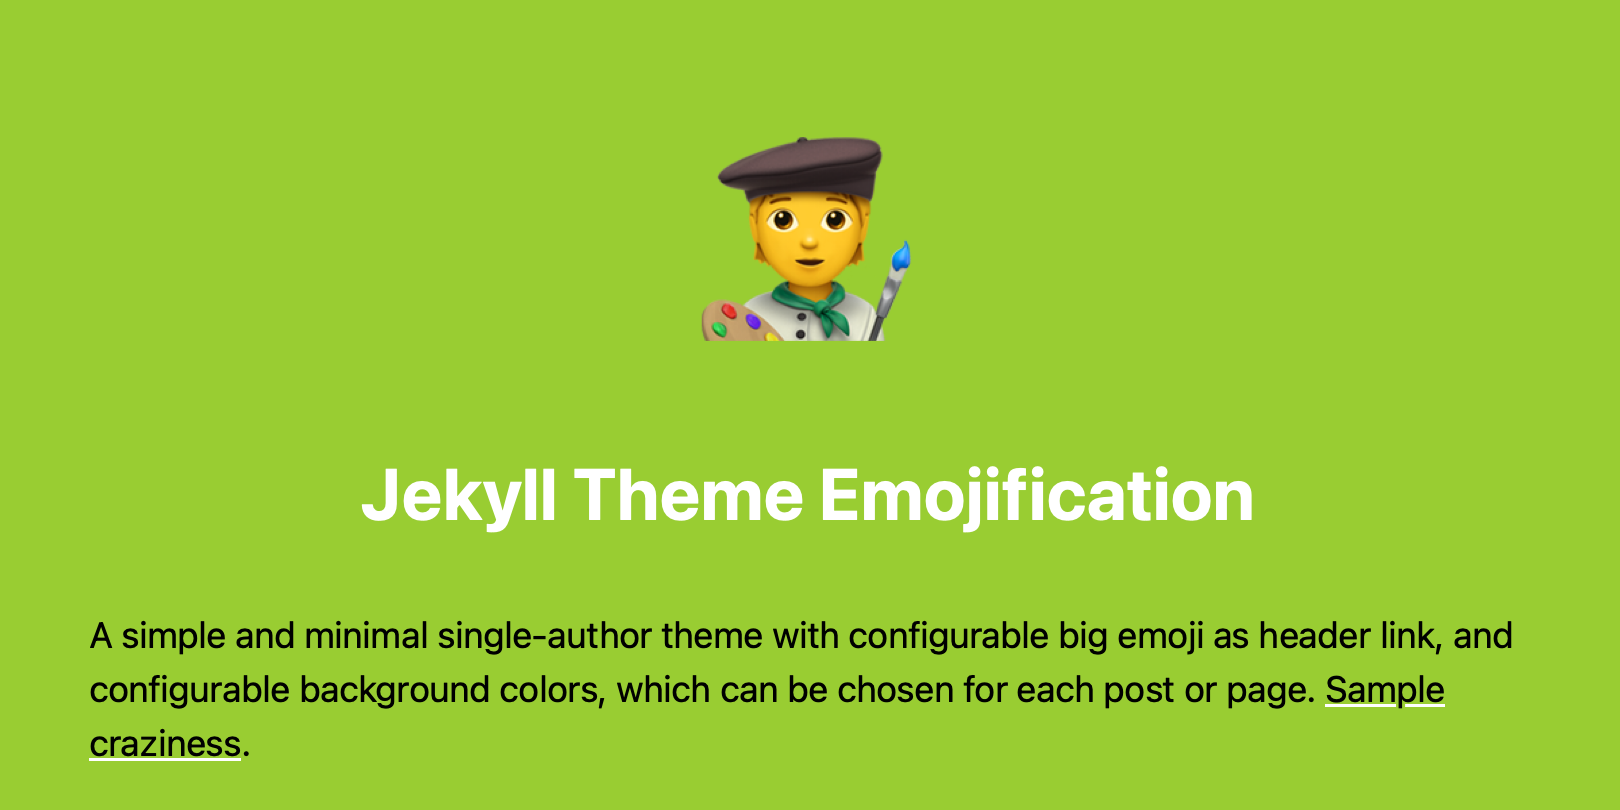 Jekyll Theme Emojification
A simple and minimal single-author theme with configurable big emoji as header link, and
configurable background colors, which can be chosen for each post or page. Sample
craziness.